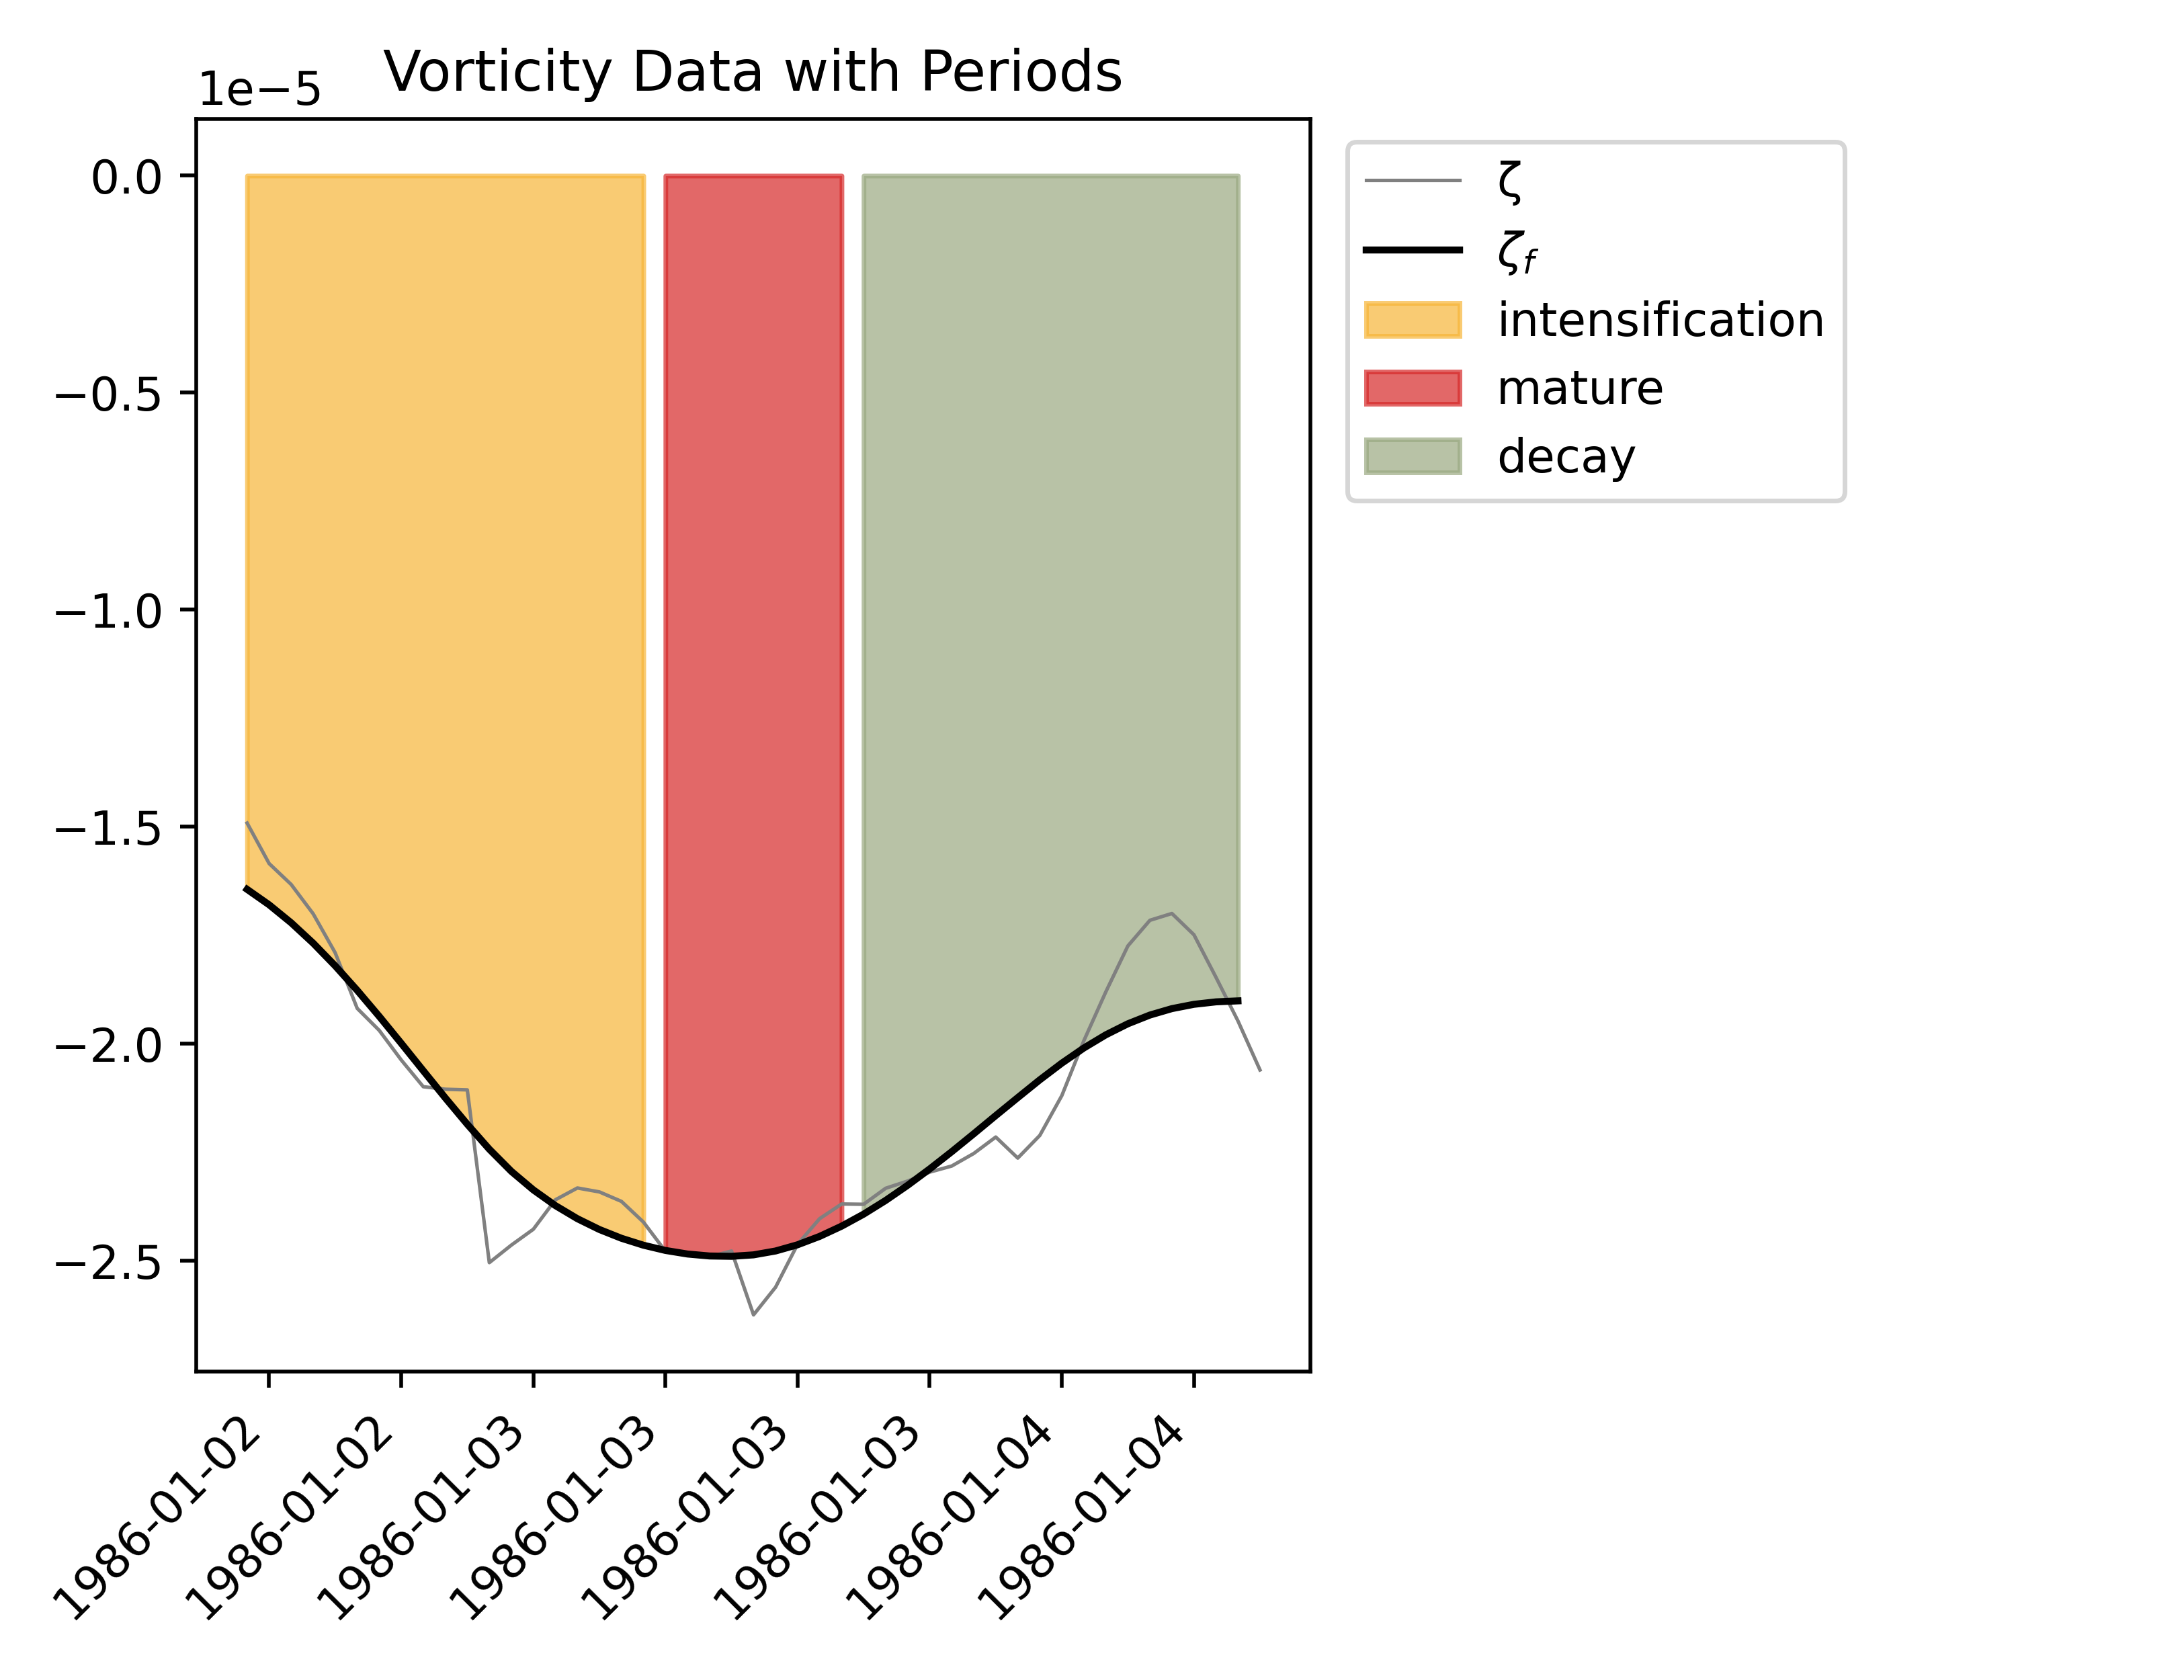 Vorticity Data with Periods
1e−5
0.0
−0.5
−1.0
−1.5
−2.0
−2.5
1986-01-02
1986-01-02
1986-01-03
1986-01-03
1986-01-03
1986-01-03
1986-01-04
1986-01-04
ζ
ζf
intensification
mature
decay